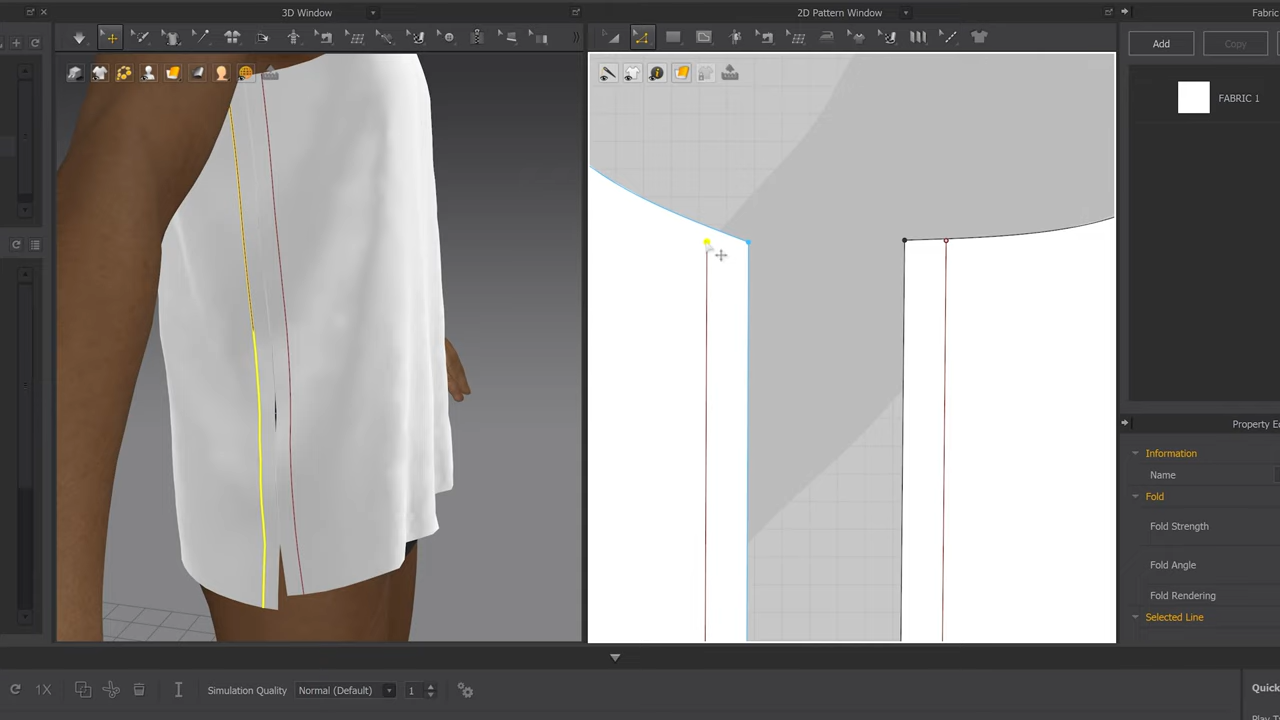 3D Window
2D Pattern Window
Fabric
Add
Copy
FABRIC 1
Property E
Information
Name
Fold
Fold Strength
Fold Angle
Fold Rendering
Selected Line
1X
Simulation Quality
Normal (Default)
1
Quick
Play T